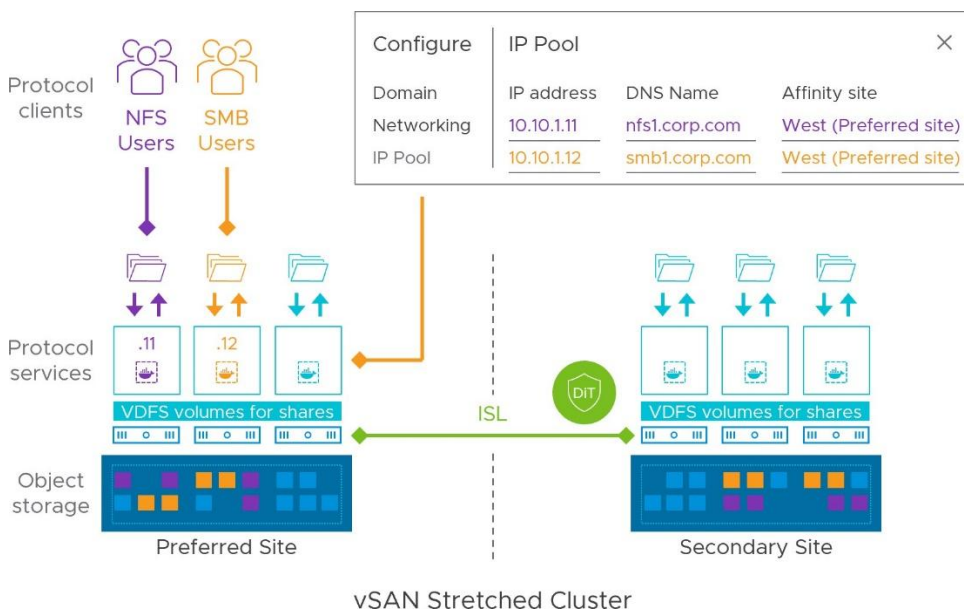 Configure
IP Pool
Domain
IP address
DNS Name
Affinity site
Networking
10.10.1.11
nfs1.corp.com
West (Preferred site)
IP Pool
10.10.1.12
smb1.corp.com
West (Preferred site)
Protocol
clients
NFS
Users
SMB
Users
Protocol
services
.11
.12
VDFS volumes for shares
ISL
DiT
VDFS volumes for shares
Object
storage
Preferred Site
Secondary Site
vSAN Stretched Cluster